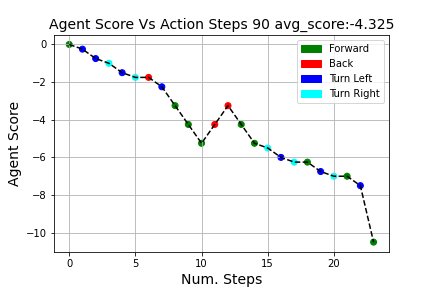 Agent Score Vs Action Steps 90 avg_score:-4.325
Forward
Back
Turn Left
Turn Right
Agent Score
0
−2
−4
−6
−8
−10
0 5 10 15 20
Num. Steps